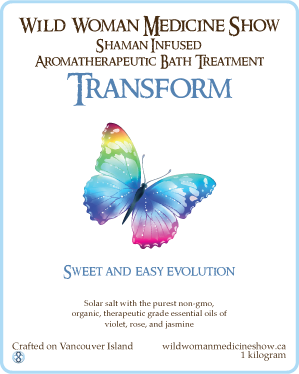 Wild Woman Medicine Show
Shaman Infused
Aromatherapeutic Bath Treatment
Transform
Sweet and easy evolution
Solar salt with the purest non-gmo,
organic, therapeutic grade essential oils of
violet, rose, and jasmine
Crafted on Vancouver Island wildwomanmedicineshow.ca
1 kilogram